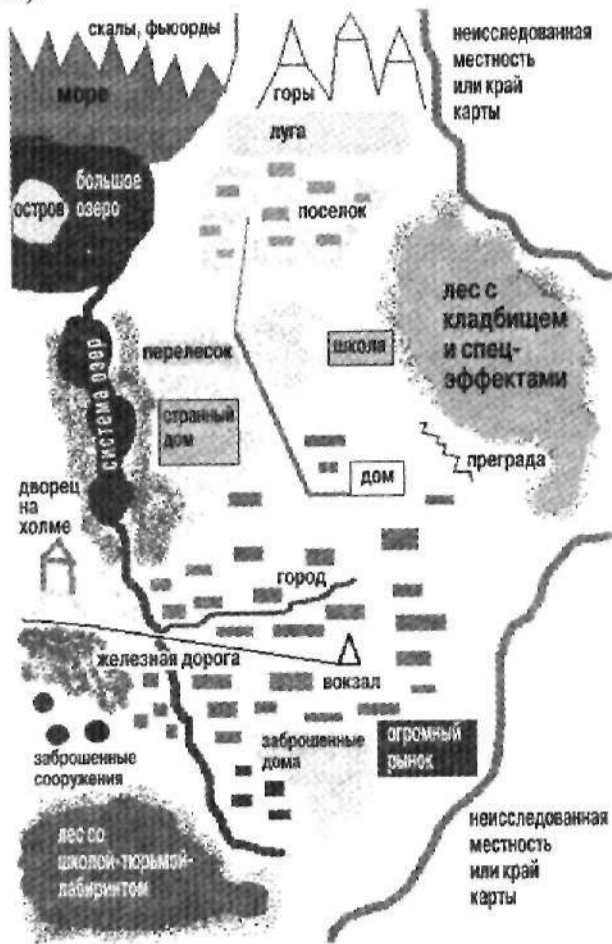 скалы, фьюорды
море
горы
неисследованная
местность
или край
карты
луга
большое
озеро
остров
поселок
лес с
кладбищем
и спец-
эффектами
перелесок
школа
система озер
странный
дом
преграда
дом
дворец
на
холме
город
железная дорога
вокзал
заброшенные
дома
огромный
рынок
заброшенные
сооружения
лес со
школой-тюрьмой-
лабиринтом
неисследованная
местность
или край
карты